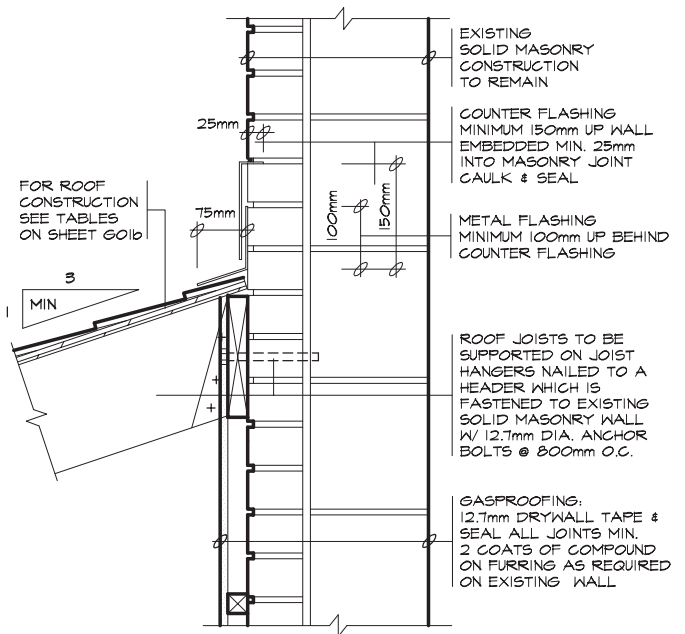 EXISTING
SOLID MASONRY
CONSTRUCTION
TO REMAIN
COUNTER FLASHING
MINIMUM 150mm UP WALL
EMBEDDED MIN. 25mm
INTO MASONRY JOINT
CAULK & SEAL
25mm
FOR ROOF
CONSTRUCTION
SEE TABLES
ON SHEET G01b
75mm
100mm
150mm
METAL FLASHING
MINIMUM 100mm UP BEHIND
COUNTER FLASHING
3
1
MIN
ROOF JOISTS TO BE
SUPPORTED ON JOIST
HANGERS NAILED TO A
HEADER WHICH IS
FASTENED TO EXISTING
SOLID MASONRY WALL
W/ 12.7mm DIA. ANCHOR
BOLTS @ 800mm O.C.
GASPROOFING:
12.7mm DRYWALL TAPE &
SEAL ALL JOINTS MIN.
2 COATS OF COMPOUND
ON FURRING AS REQUIRED
ON EXISTING WALL